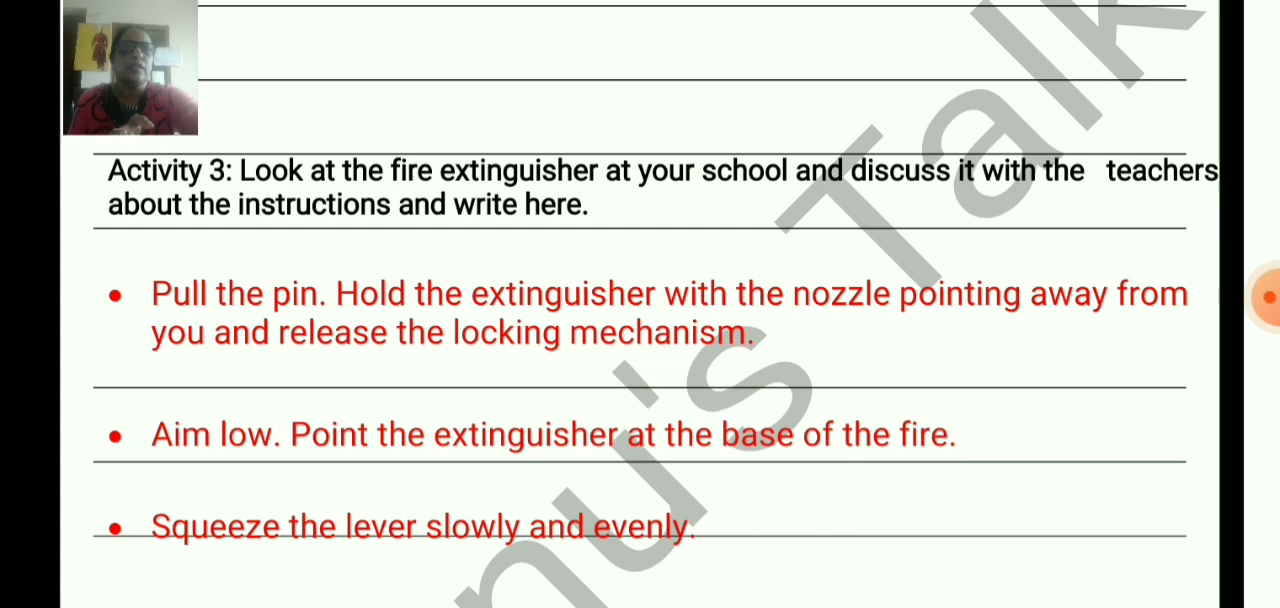 Activity 3: Look at the fire extinguisher at your school and discuss it with the teachers
about the instructions and write here.
• Pull the pin. Hold the extinguisher with the nozzle pointing away from
you and release the locking mechanism.
• Aim low. Point the extinguisher at the base of the fire.
• Squeeze the lever slowly and evenly.
nu's Talk